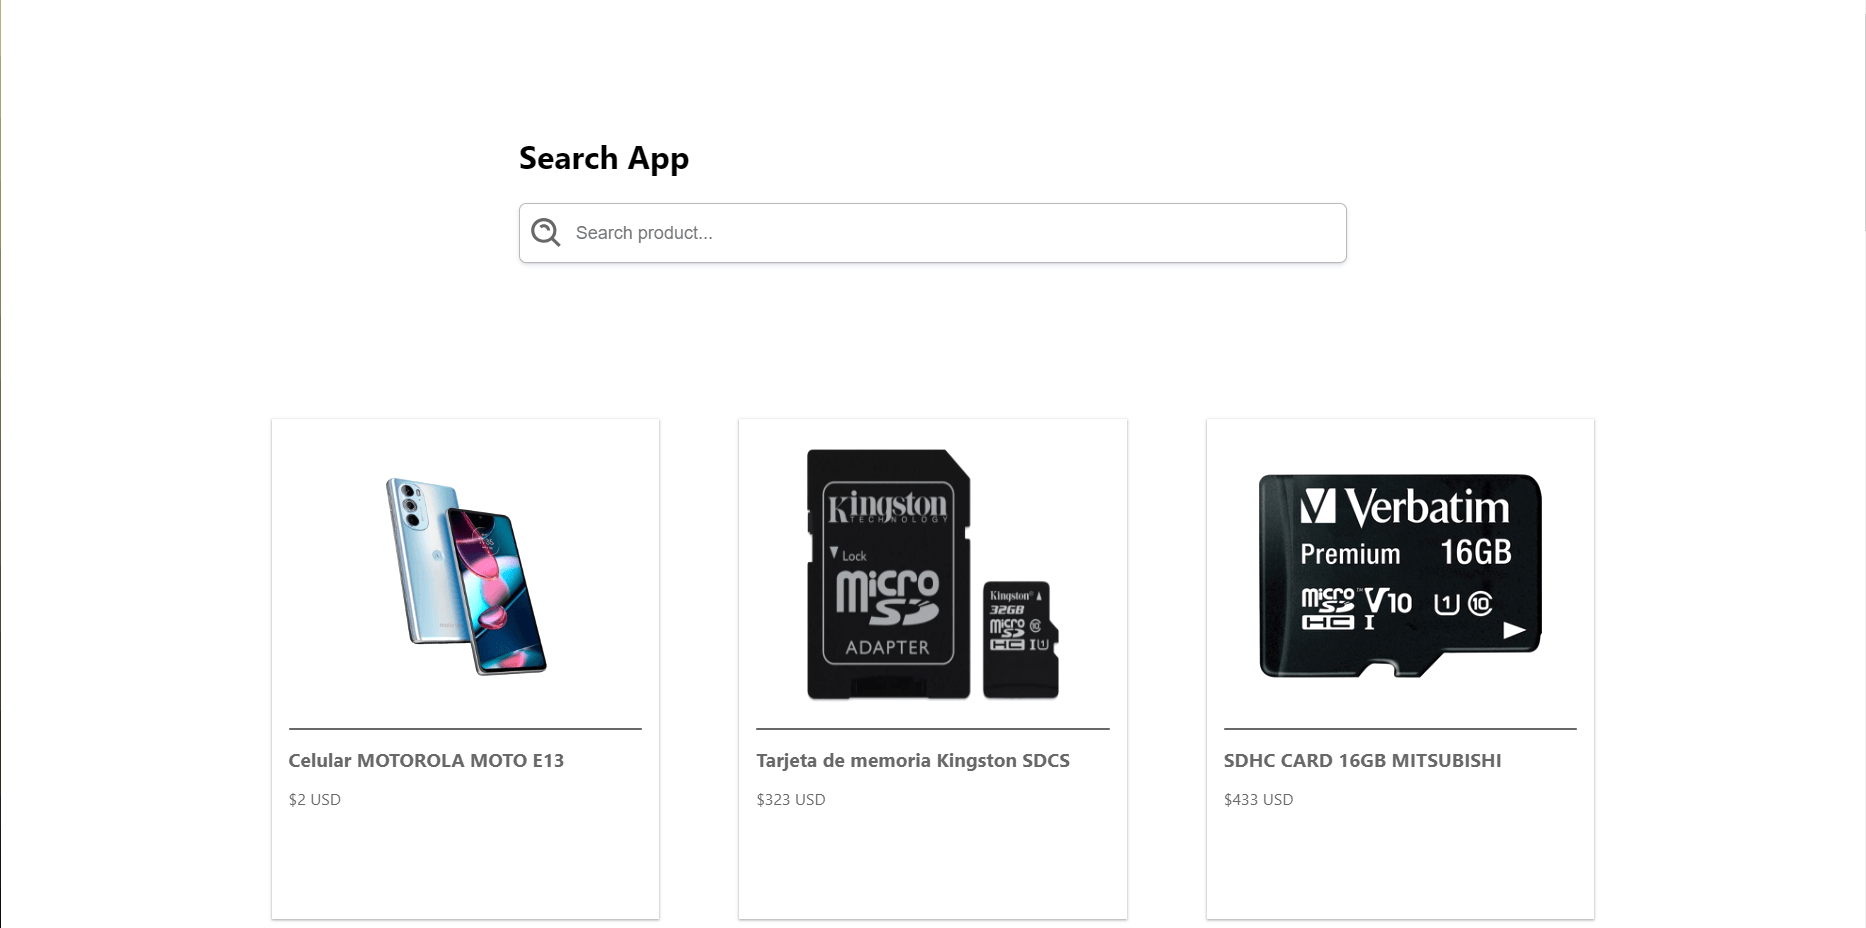 Search App
Search product...
Kingston
TECHNOLOGY
Lock
micro
SD
ADAPTER
Kingston
32GB
micro
SD
HC I U1
10
Verbatim
Premium 16GB
micro SD V10 U1 10
HC I
Celular MOTOROLA MOTO E13
Tarjeta de memoria Kingston SDCS
SDHC CARD 16GB MITSUBISHI
$2 USD
$323 USD
$433 USD